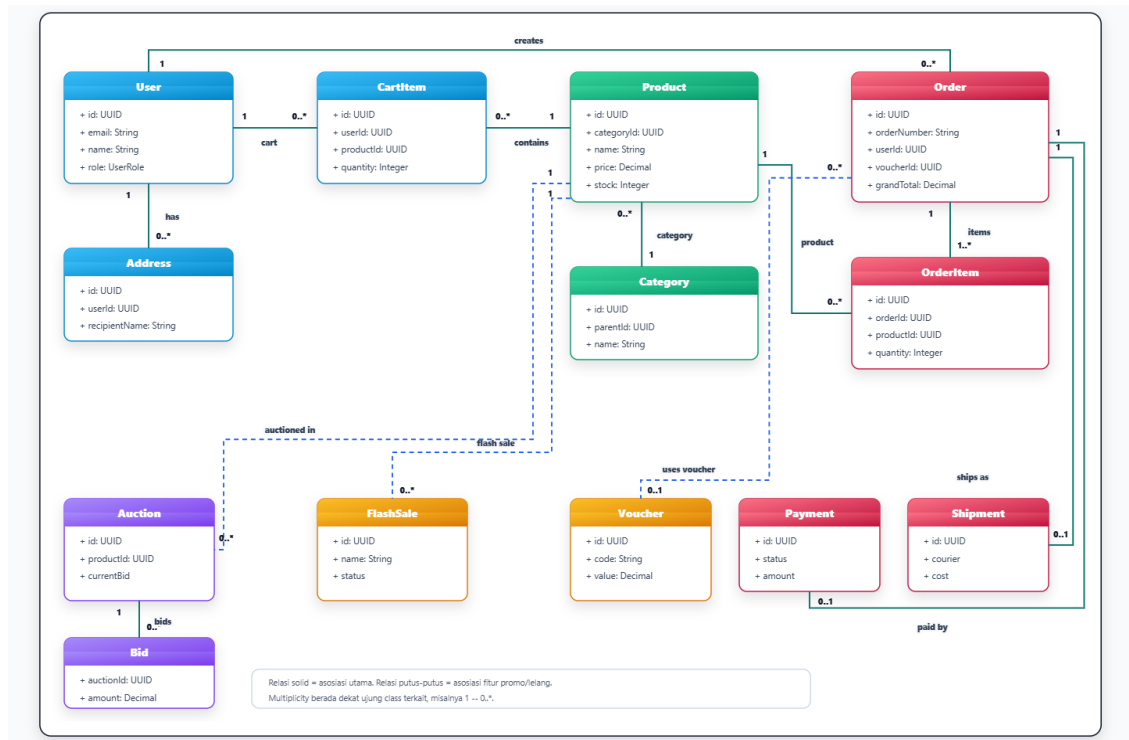 creates
1
0..*
User
+ id: UUID
+ email: String
+ name: String
+ role: UserRole
1
0..*
cart
CartItem
+ id: UUID
+ userId: UUID
+ productId: UUID
+ quantity: Integer
0..*
1
contains
Product
+ id: UUID
+ categoryId: UUID
+ name: String
+ price: Decimal
+ stock: Integer
1
1
1
0..*
Order
+ id: UUID
+ orderNumber: String
+ userId: UUID
+ voucherId: UUID
+ grandTotal: Decimal
1
1
1
has
0..*
0..*
category
1
product
0..*
1
items
1..*
Address
+ id: UUID
+ userId: UUID
+ recipientName: String
Category
+ id: UUID
+ parentId: UUID
+ name: String
OrderItem
+ id: UUID
+ orderId: UUID
+ productId: UUID
+ quantity: Integer
auctioned in
flash sale
uses voucher
ships as
0..*
0..1
Auction
+ id: UUID
+ productId: UUID
+ currentBid
0..*
FlashSale
+ id: UUID
+ name: String
+ status
Voucher
+ id: UUID
+ code: String
+ value: Decimal
Payment
+ id: UUID
+ status
+ amount
Shipment
+ id: UUID
+ courier
+ cost
0..1
0..1
paid by
1
bids
0..
Bid
+ auctionId: UUID
+ amount: Decimal
Relasi solid = asosiasi utama. Relasi putus-putus = asosiasi fitur promo/lelang.
Multiplicity berada dekat ujung class terkait, misalnya 1 -- 0..*.